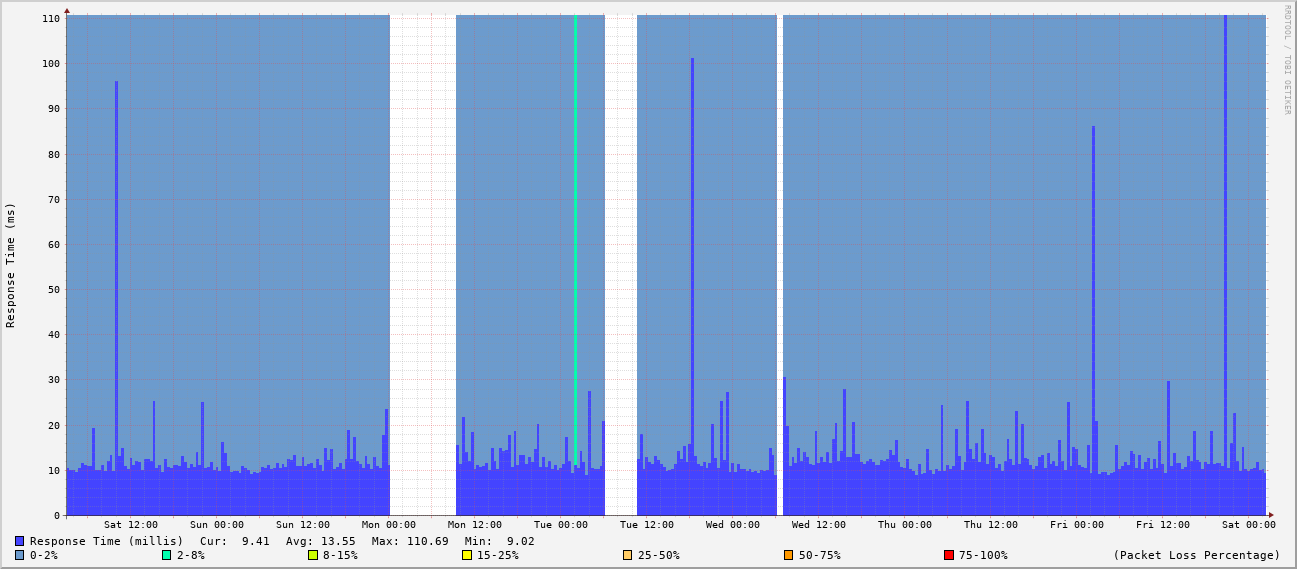 RRDTOOL / TOBI OETIKER
Response Time (ms)
110
100
90
80
70
60
50
40
30
20
10
0
Sat 12:00 Sun 00:00 Sun 12:00 Mon 00:00 Mon 12:00 Tue 00:00 Tue 12:00 Wed 00:00 Wed 12:00 Thu 00:00 Thu 12:00 Fri 00:00 Fri 12:00 Sat 00:00
Response Time (millis) Cur: 9.41 Avg: 13.55 Max: 110.69 Min: 9.02
0-2% 2-8% 8-15% 15-25% 25-50% 50-75% 75-100% (Packet Loss Percentage)